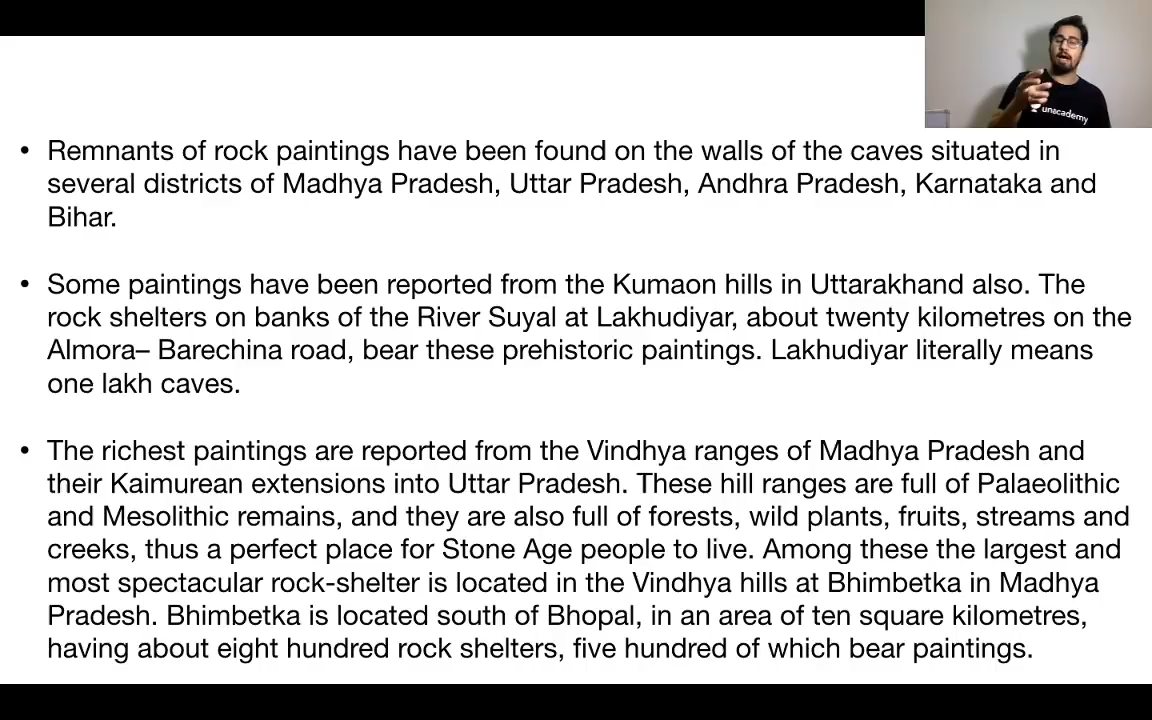 unacademy
• Remnants of rock paintings have been found on the walls of the caves situated in
several districts of Madhya Pradesh, Uttar Pradesh, Andhra Pradesh, Karnataka and
Bihar.
• Some paintings have been reported from the Kumaon hills in Uttarakhand also. The
rock shelters on banks of the River Suyal at Lakhudiyar, about twenty kilometres on the
Almora– Barechina road, bear these prehistoric paintings. Lakhudiyar literally means
one lakh caves.
• The richest paintings are reported from the Vindhya ranges of Madhya Pradesh and
their Kaimurean extensions into Uttar Pradesh. These hill ranges are full of Palaeolithic
and Mesolithic remains, and they are also full of forests, wild plants, fruits, streams and
creeks, thus a perfect place for Stone Age people to live. Among these the largest and
most spectacular rock-shelter is located in the Vindhya hills at Bhimbetka in Madhya
Pradesh. Bhimbetka is located south of Bhopal, in an area of ten square kilometres,
having about eight hundred rock shelters, five hundred of which bear paintings.